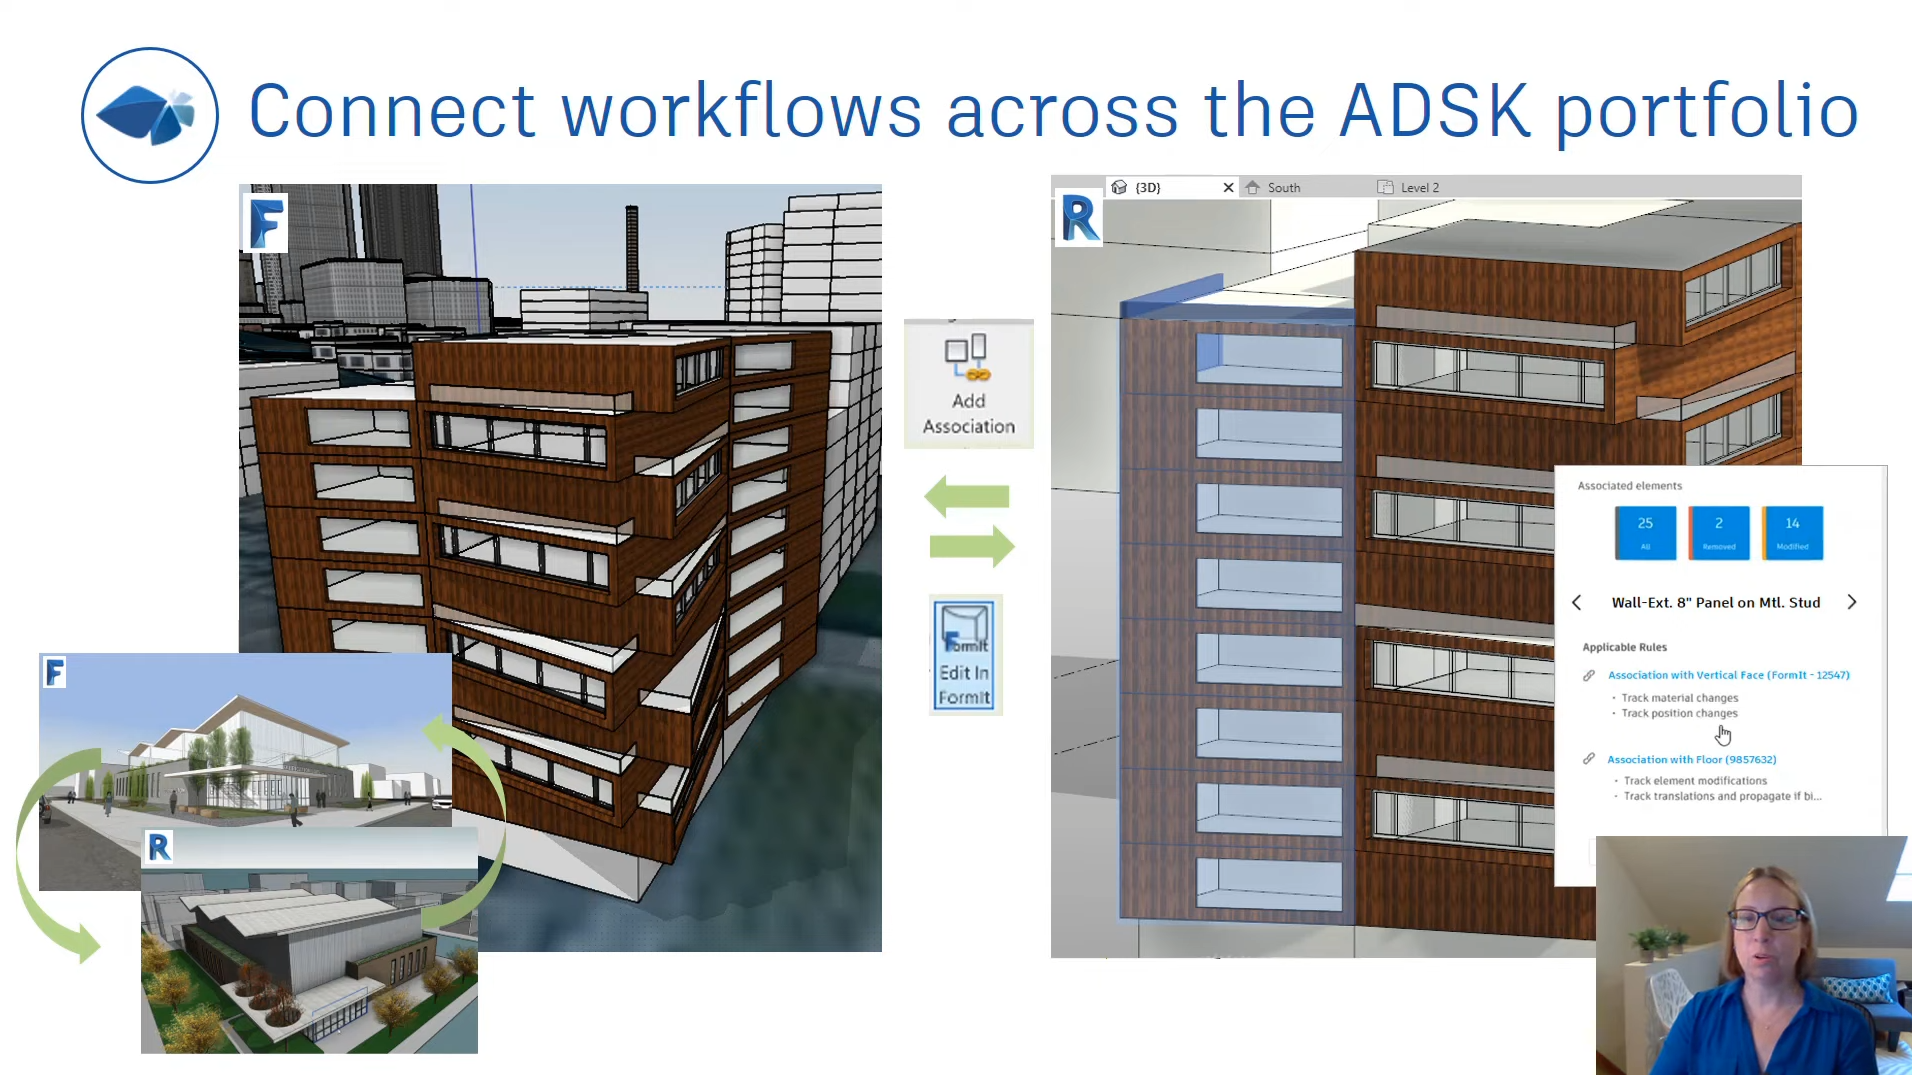 Connect workflows across the ADSK portfolio
F
R
{3D}
South
Level 2
Add
Association
FormIt
Edit In
FormIt
Associated elements
25
All
2
Removed
14
Modified
Wall-Ext. 8" Panel on Mtl. Stud
Applicable Rules
Association with Vertical Face (FormIt - 12547)
· Track material changes
· Track position changes
Association with Floor (9857632)
· Track element modifications
· Track translations and propagate if bi...
F
R